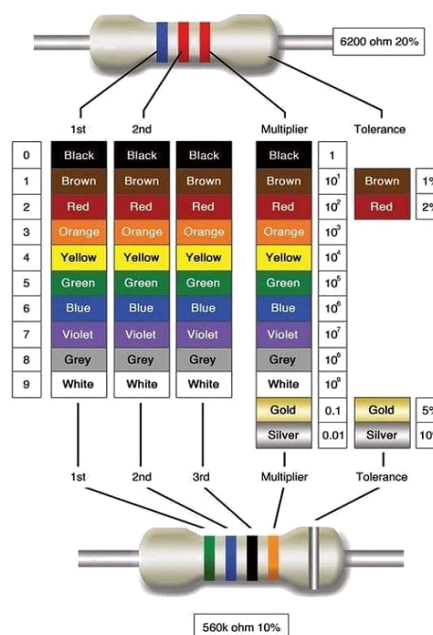 6200 ohm 20%
1st 2nd Multiplier Tolerance
0 Black Black Black Black 1
1 Brown Brown Brown Brown 10¹ Brown 1%
2 Red Red Red Red 10² Red 2%
3 Orange Orange Orange Orange 10³
4 Yellow Yellow Yellow Yellow 10⁴
5 Green Green Green Green 10⁵
6 Blue Blue Blue Blue 10⁶
7 Violet Violet Violet Violet 10⁷
8 Grey Grey Grey Grey 10⁸
9 White White White White 10⁹
Gold 0.1 Gold 5%
Silver 0.01 Silver 10%
1st 2nd 3rd Multiplier Tolerance
560k ohm 10%